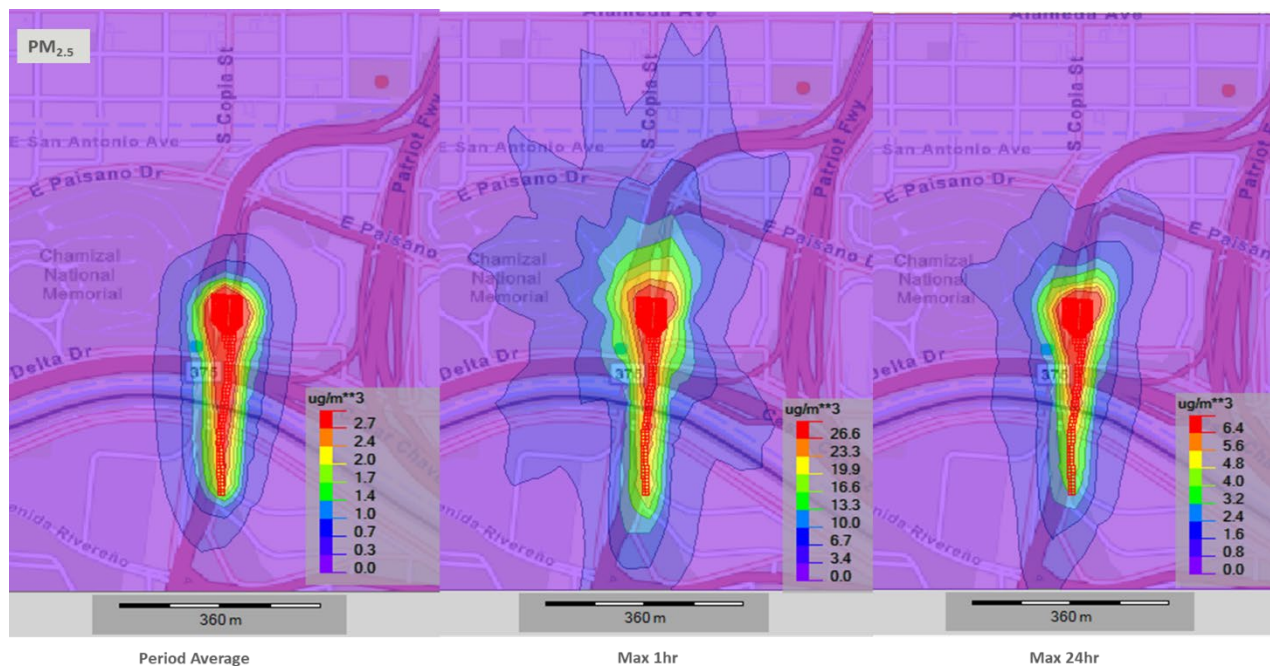 PM2.5
E San Antonio Ave
S Copia St
E Paisano Dr
Patriot Fwy
E Paisano
Chamizal
National
Memorial
Delta Dr
375
ug/m**3
2.7
2.4
2.0
1.7
1.4
1.0
0.7
0.3
0.0
360 m
Period Average
Alameda Ave
S Copia St
San Antonio Ave
E Paisano Dr
Patriot Fwy
E Paisano D
Chamizal
National
Memorial
Delta Dr
375
ug/m**3
26.6
23.3
19.9
16.6
13.3
10.0
6.7
3.4
0.0
360 m
Max 1hr
Alameda Ave
S Copia St
San Antonio Ave
E Paisano Dr
Patriot Fwy
E Paisano
Chamizal
National
Memorial
Delta Dr
375
ug/m**3
6.4
5.6
4.8
4.0
3.2
2.4
1.6
0.8
0.0
360 m
Max 24hr